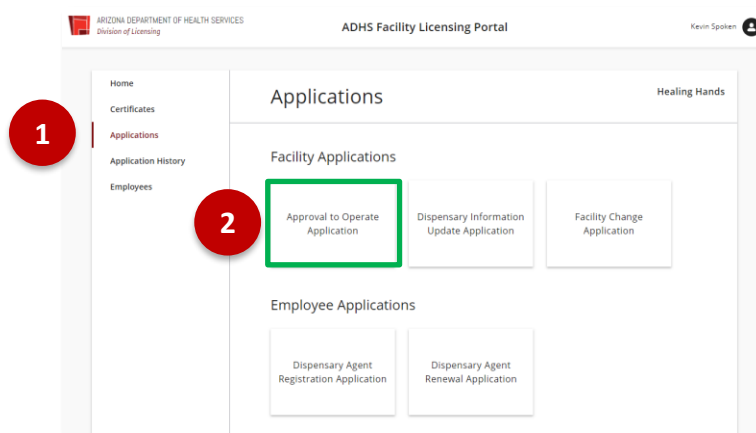 ARIZONA DEPARTMENT OF HEALTH SERVICES
Division of Licensing
ADHS Facility Licensing Portal
Kevin Spoken
Home
Certificates
Applications
Application History
Employees
1
Applications
Healing Hands
Facility Applications
2
Approval to Operate
Application
Dispensary Information
Update Application
Facility Change
Application
Employee Applications
Dispensary Agent
Registration Application
Dispensary Agent
Renewal Application